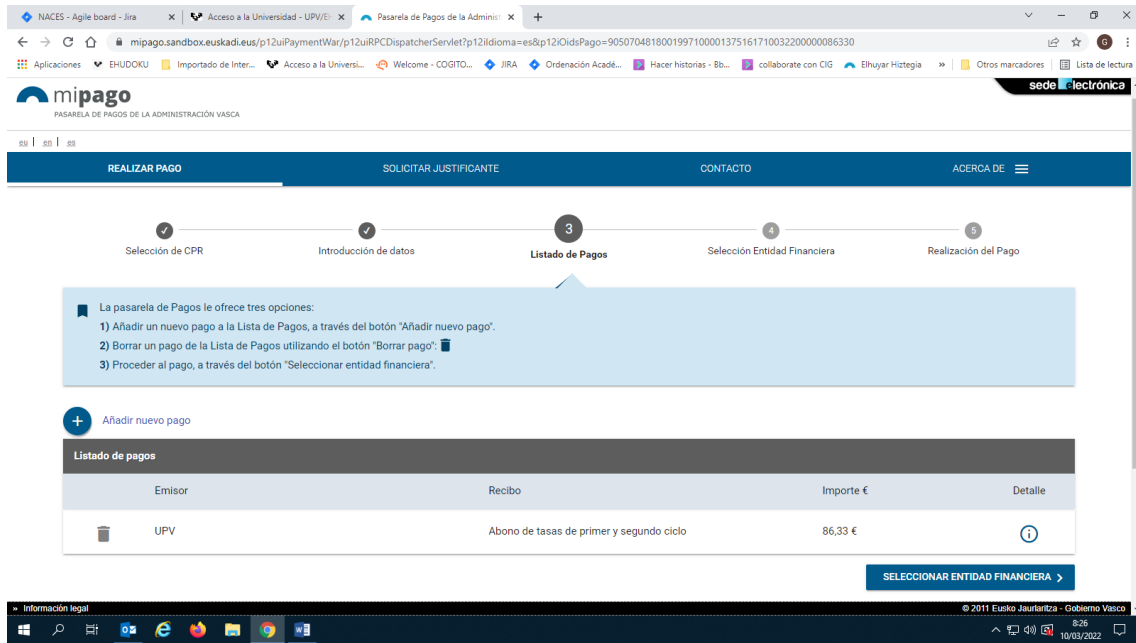 NACES - Agile board - Jira
Acceso a la Universidad - UPV/EH
Pasarela de Pagos de la Administ
mipago.sandbox.euskadi.eus/p12uiPaymentWar/p12uiRPCDispatcherServlet?p12iIdioma=es&p12iOidsPago=905070481800199710000137516171003220000008633 0
G
Aplicaciones
EHUDOKU
Importado de Inter...
Acceso a la Universi...
Welcome - COGITO...
JIRA
Ordenación Acadé...
Hacer historias - Bb...
collaborate con CIG
Elhuyar Hiztegia
»
Otros marcadores
Lista de lectura
mipago
PASARELA DE PAGOS DE LA ADMINISTRACIÓN VASCA
sede electrónica
eu | en | es
REALIZAR PAGO
SOLICITAR JUSTIFICANTE
CONTACTO
ACERCA DE
3
4
5
Selección de CPR
Introducción de datos
Listado de Pagos
Selección Entidad Financiera
Realización del Pago
La pasarela de Pagos le ofrece tres opciones:
1) Añadir un nuevo pago a la Lista de Pagos, a través del botón "Añadir nuevo pago".
2) Borrar un pago de la Lista de Pagos utilizando el botón "Borrar pago":
3) Proceder al pago, a través del botón "Seleccionar entidad financiera".
Añadir nuevo pago
Listado de pagos
Emisor
Recibo
Importe €
Detalle
UPV
Abono de tasas de primer y segundo ciclo
86,33 €
SELECCIONAR ENTIDAD FINANCIERA
» Información legal
© 2011 Eusko Jaurlaritza - Gobierno Vasco
8:26
10/03/2022